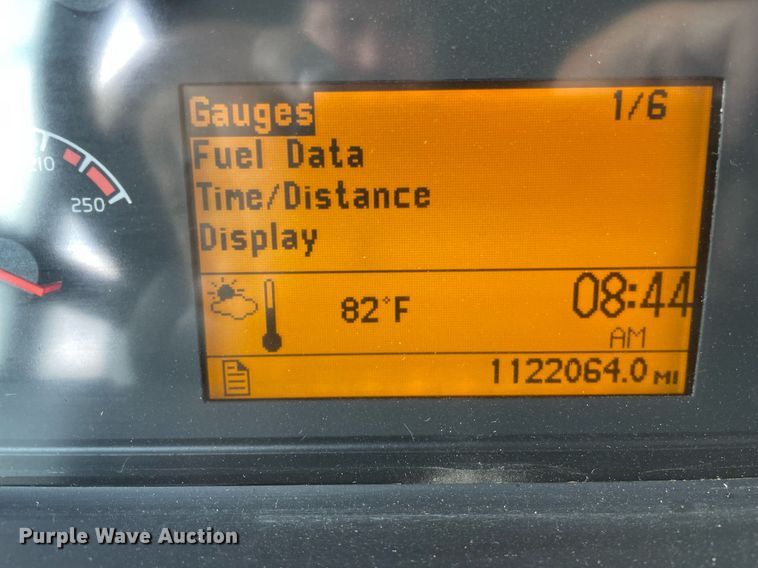 Gauges 1/6
Fuel Data
Time/Distance
Display
210
250
82°F 08:44
AM
1122064.0 MI
Purple Wave Auction